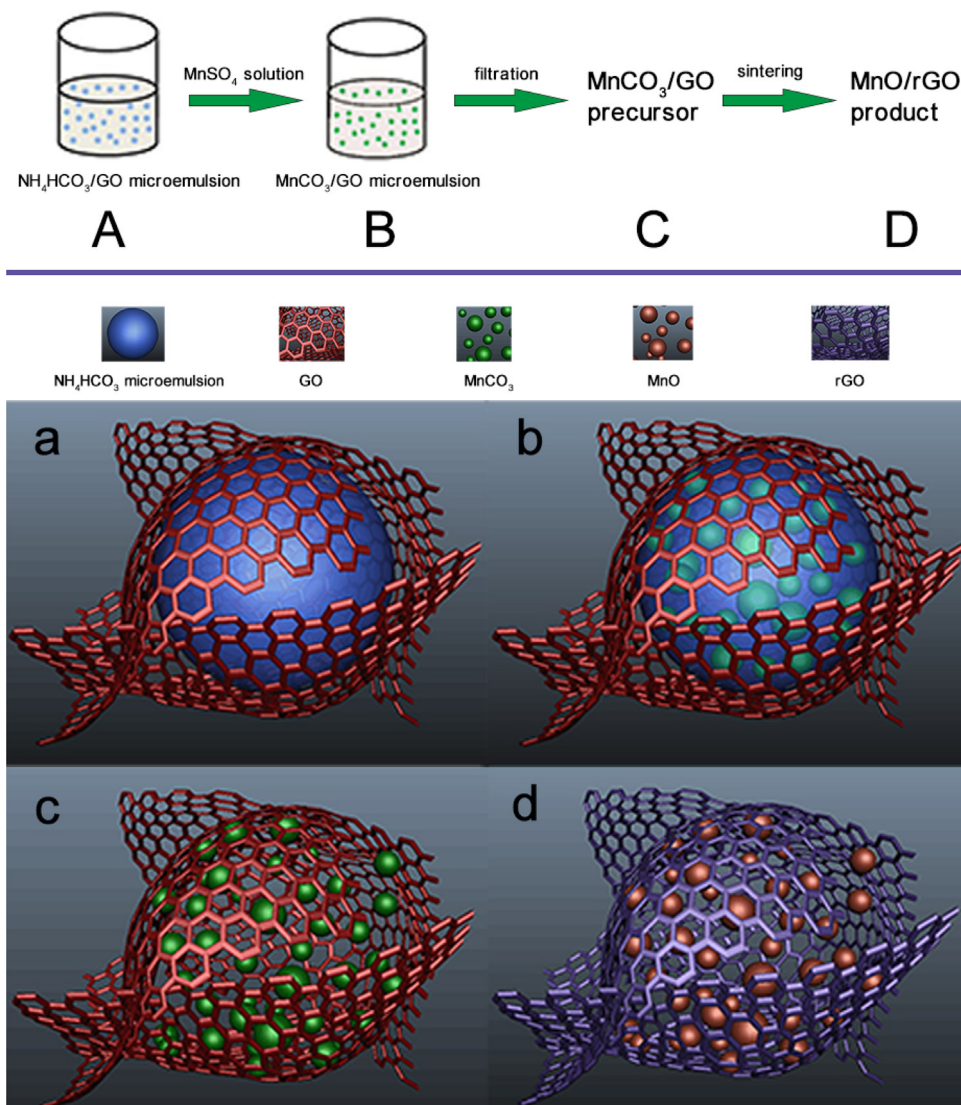 MnSO₄ solution
filtration
sintering
MnCO₃/GO
precursor
MnO/rGO
product
NH₄HCO₃/GO microemulsion
MnCO₃/GO microemulsion
A
B
C
D
NH₄HCO₃ microemulsion
GO
MnCO₃
MnO
rGO
a
b
c
d